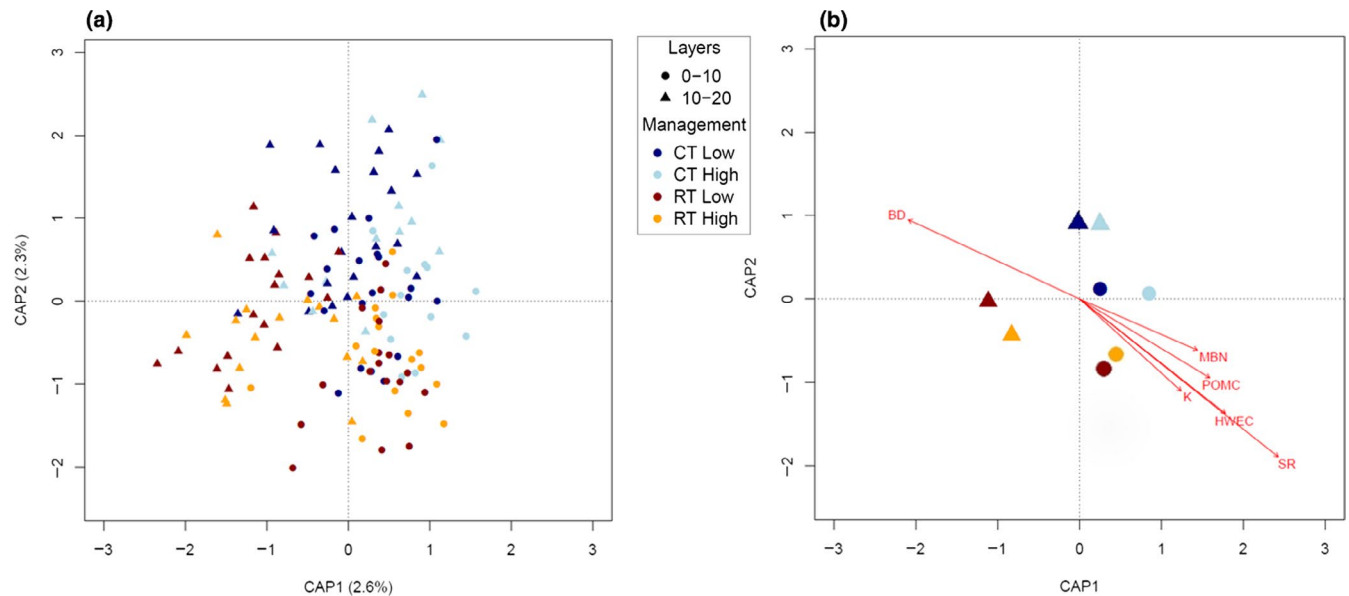 (a)
3
2
1
0
−1
−2
CAP2 (2.3%)
−3 −2 −1 0 1 2 3
CAP1 (2.6%)
Layers
0−10
10−20
Management
CT Low
CT High
RT Low
RT High
(b)
3
2
1
0
−1
−2
CAP2
BD
MBN
POMC
K
HWEC
SR
−3 −2 −1 0 1 2 3
CAP1